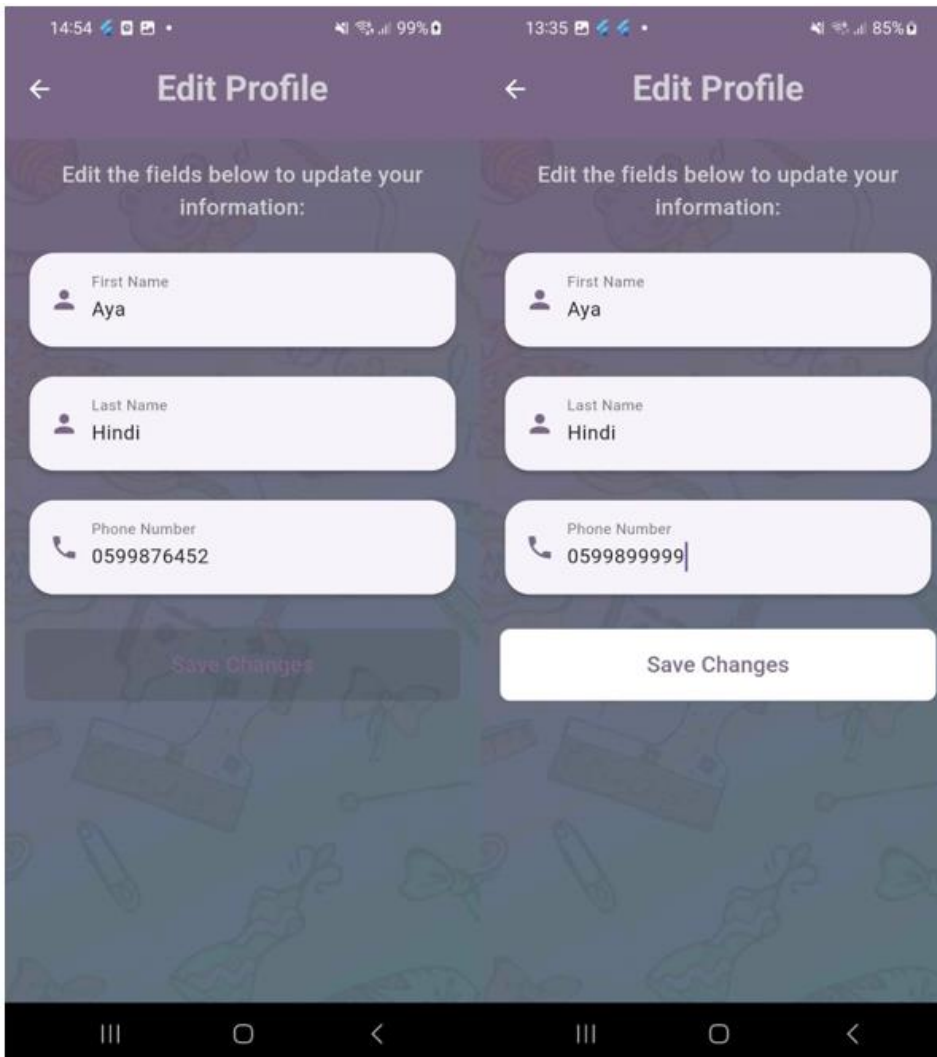 14:54
99%
Edit Profile
Edit the fields below to update your
information:
First Name
Aya
Last Name
Hindi
Phone Number
0599876452
Save Changes
13:35
85%
Edit Profile
Edit the fields below to update your
information:
First Name
Aya
Last Name
Hindi
Phone Number
0599899999
Save Changes